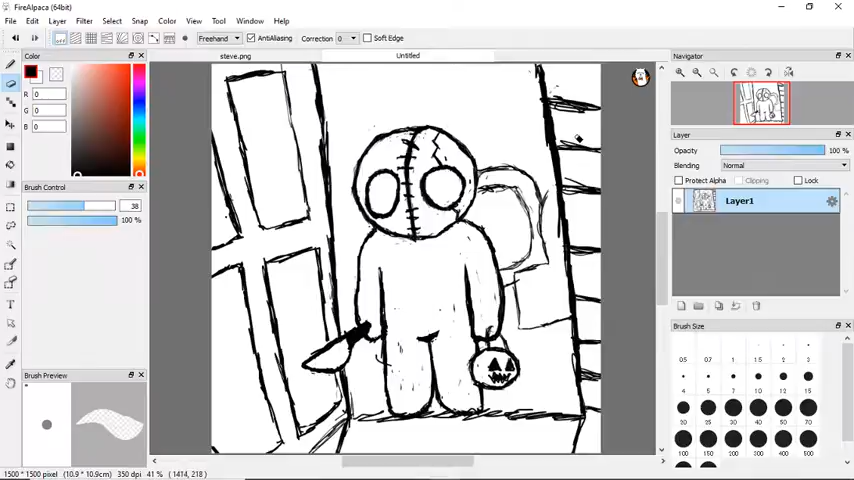 FireAlpaca (64bit)
File Edit Layer Filter Select Snap Color View Tool Window Help
OFF Freehand AntiAliasing Correction 0 Soft Edge
Color
steve.png
Untitled
Navigator
R 0
G 0
B 0
Layer
Opacity
Blending Normal
Protect Alpha Clipping Lock
Layer1
Brush Control
38
100 %
Brush Preview
Brush Size
0.5 0.7 1 1.5 2 3
4 5 7 10 12 15
20 25 30 40 50 70
100 150 200 300 400 500
1500 * 1500 pixel (10.9 * 10.9cm) 350 dpi 41 % ( 1474, 218 )